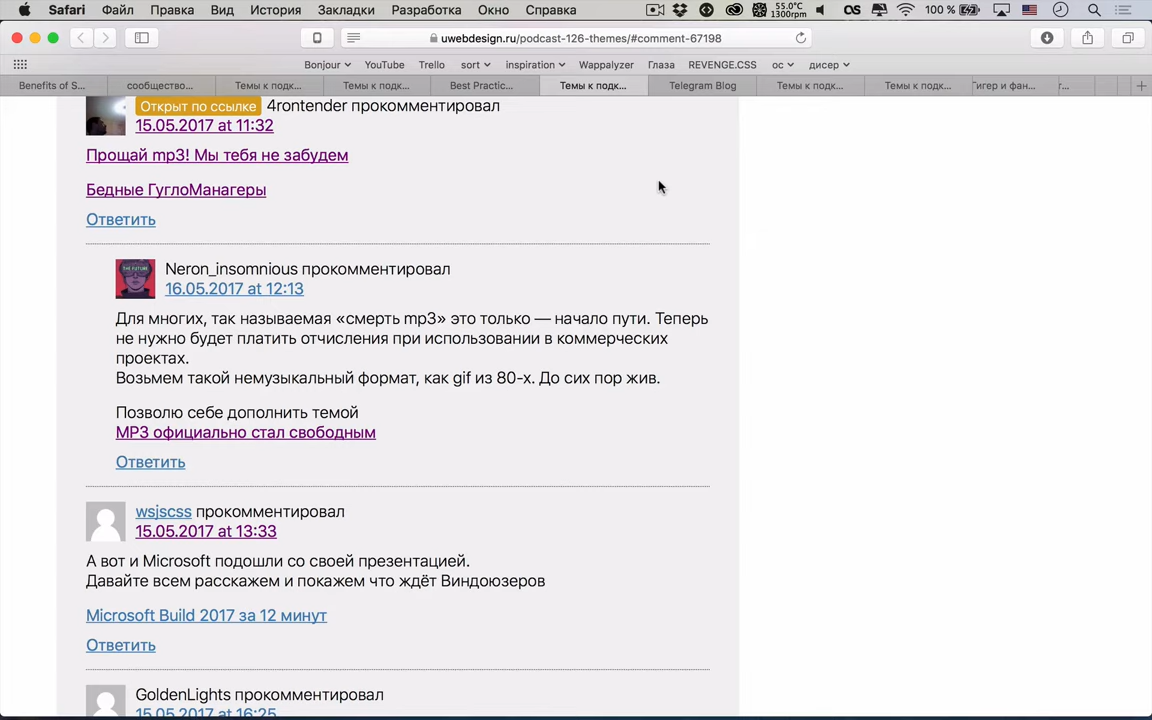 Safari Файл Правка Вид История Закладки Разработка Окно Справка 55.0°C 1300rpm 100 %
uwebdesign.ru/podcast-126-themes/#comment-67198
Bonjour YouTube Trello sort inspiration Wappalyzer Глаза REVENGE.CSS ос дисер
Benefits of S... сообщество... Темы к подк... Темы к подк... Best Practic... Темы к подк... Telegram Blog Темы к подк... Темы к подк... Гигер и фан...
Открыт по ссылке 4rontender прокомментировал
15.05.2017 at 11:32
Прощай mp3! Мы тебя не забудем
Бедные ГуглоМанагеры
Ответить
Neron_insomnious прокомментировал
16.05.2017 at 12:13
Для многих, так называемая «смерть mp3» это только — начало пути. Теперь
не нужно будет платить отчисления при использовании в коммерческих
проектах.
Возьмем такой немузыкальный формат, как gif из 80-х. До сих пор жив.
Позволю себе дополнить темой
MP3 официально стал свободным
Ответить
wsjscss прокомментировал
15.05.2017 at 13:33
А вот и Microsoft подошли со своей презентацией.
Давайте всем расскажем и покажем что ждёт Виндоюзеров
Microsoft Build 2017 за 12 минут
Ответить
GoldenLights прокомментировал
15.05.2017 at 16:25